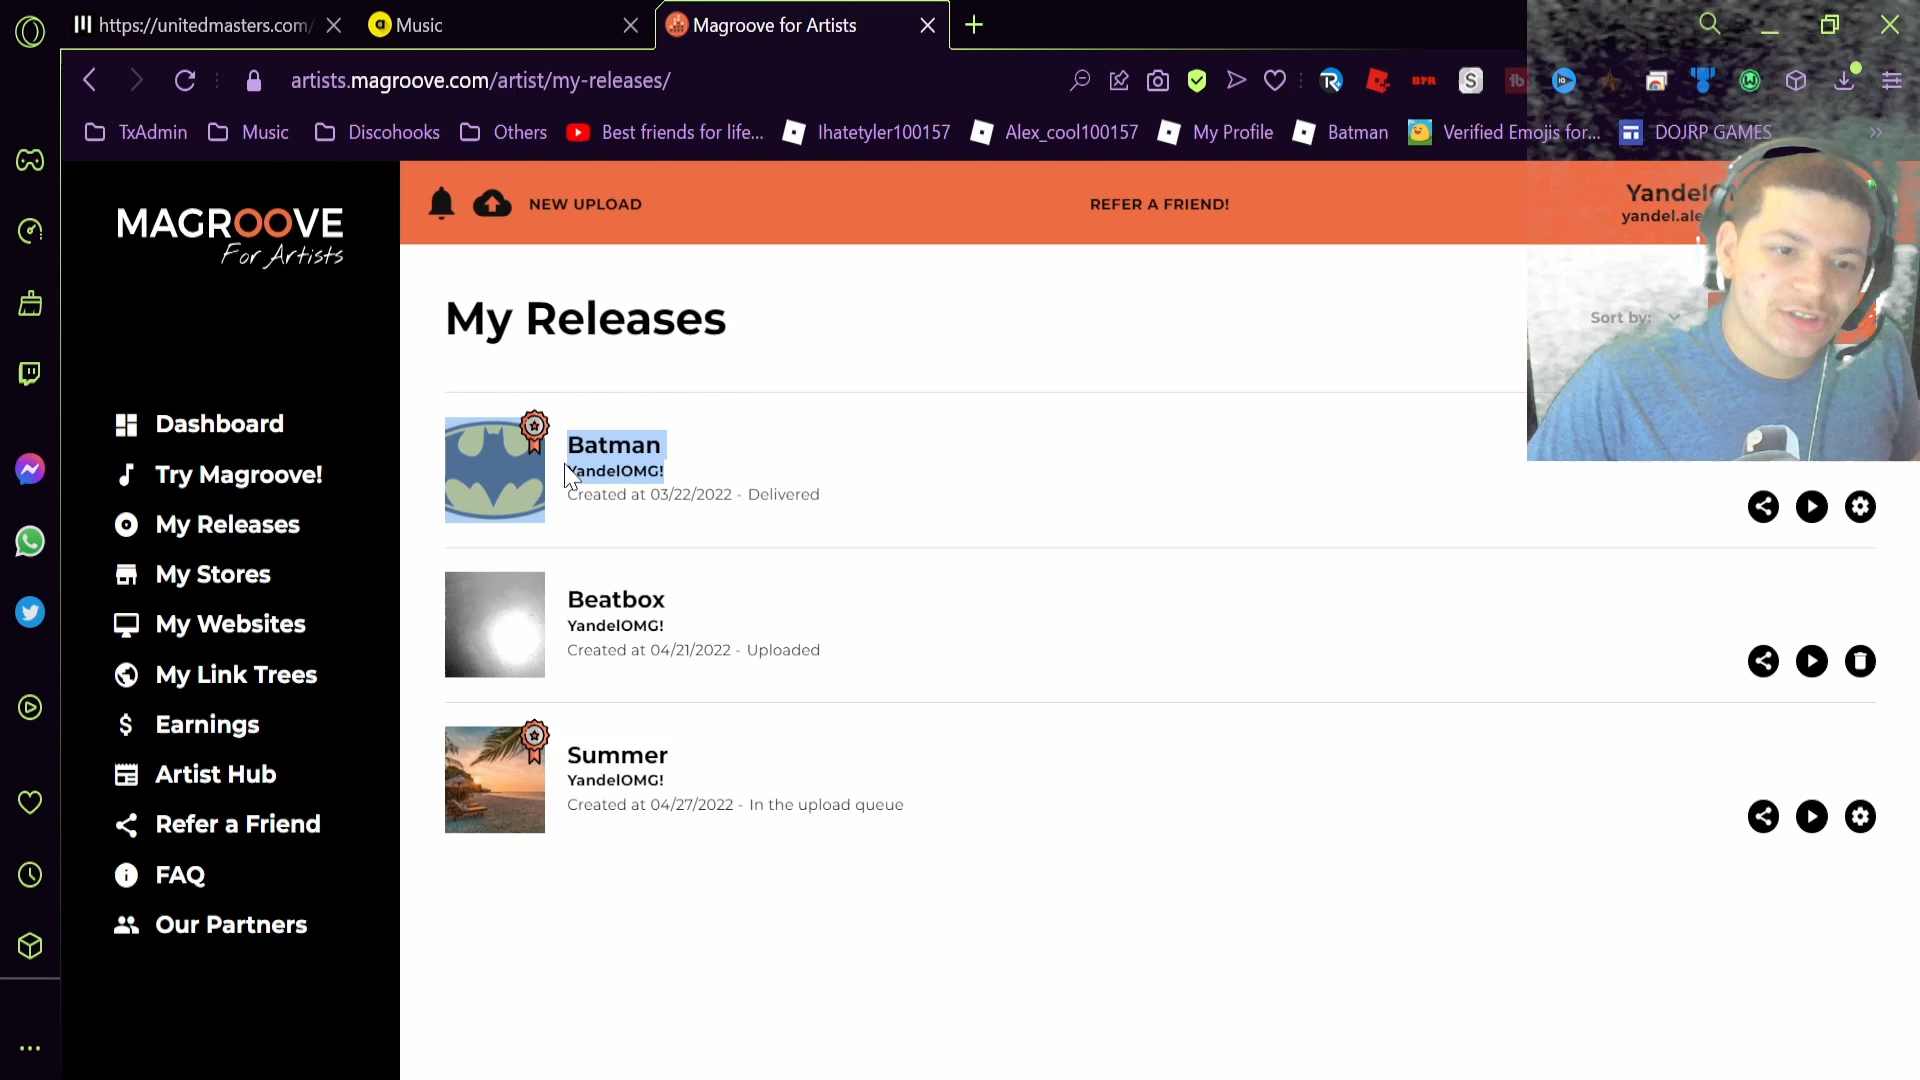 https://unitedmasters.com/
Music
Magroove for Artists
artists.magroove.com/artist/my-releases/
BPR
S
TxAdmin
Music
Discohooks
Others
Best friends for life...
Ihatetyler100157
Alex_cool100157
My Profile
Batman
Verified Emojis for...
DOJRP GAMES
MAGROOVE
For Artists
NEW UPLOAD
REFER A FRIEND!
yandel.ale
My Releases
Sort by:
Dashboard
Try Magroove!
My Releases
My Stores
My Websites
My Link Trees
Earnings
Artist Hub
Refer a Friend
FAQ
Our Partners
Batman
YandelOMG!
Created at 03/22/2022 - Delivered
Beatbox
YandelOMG!
Created at 04/21/2022 - Uploaded
Summer
YandelOMG!
Created at 04/27/2022 - In the upload queue